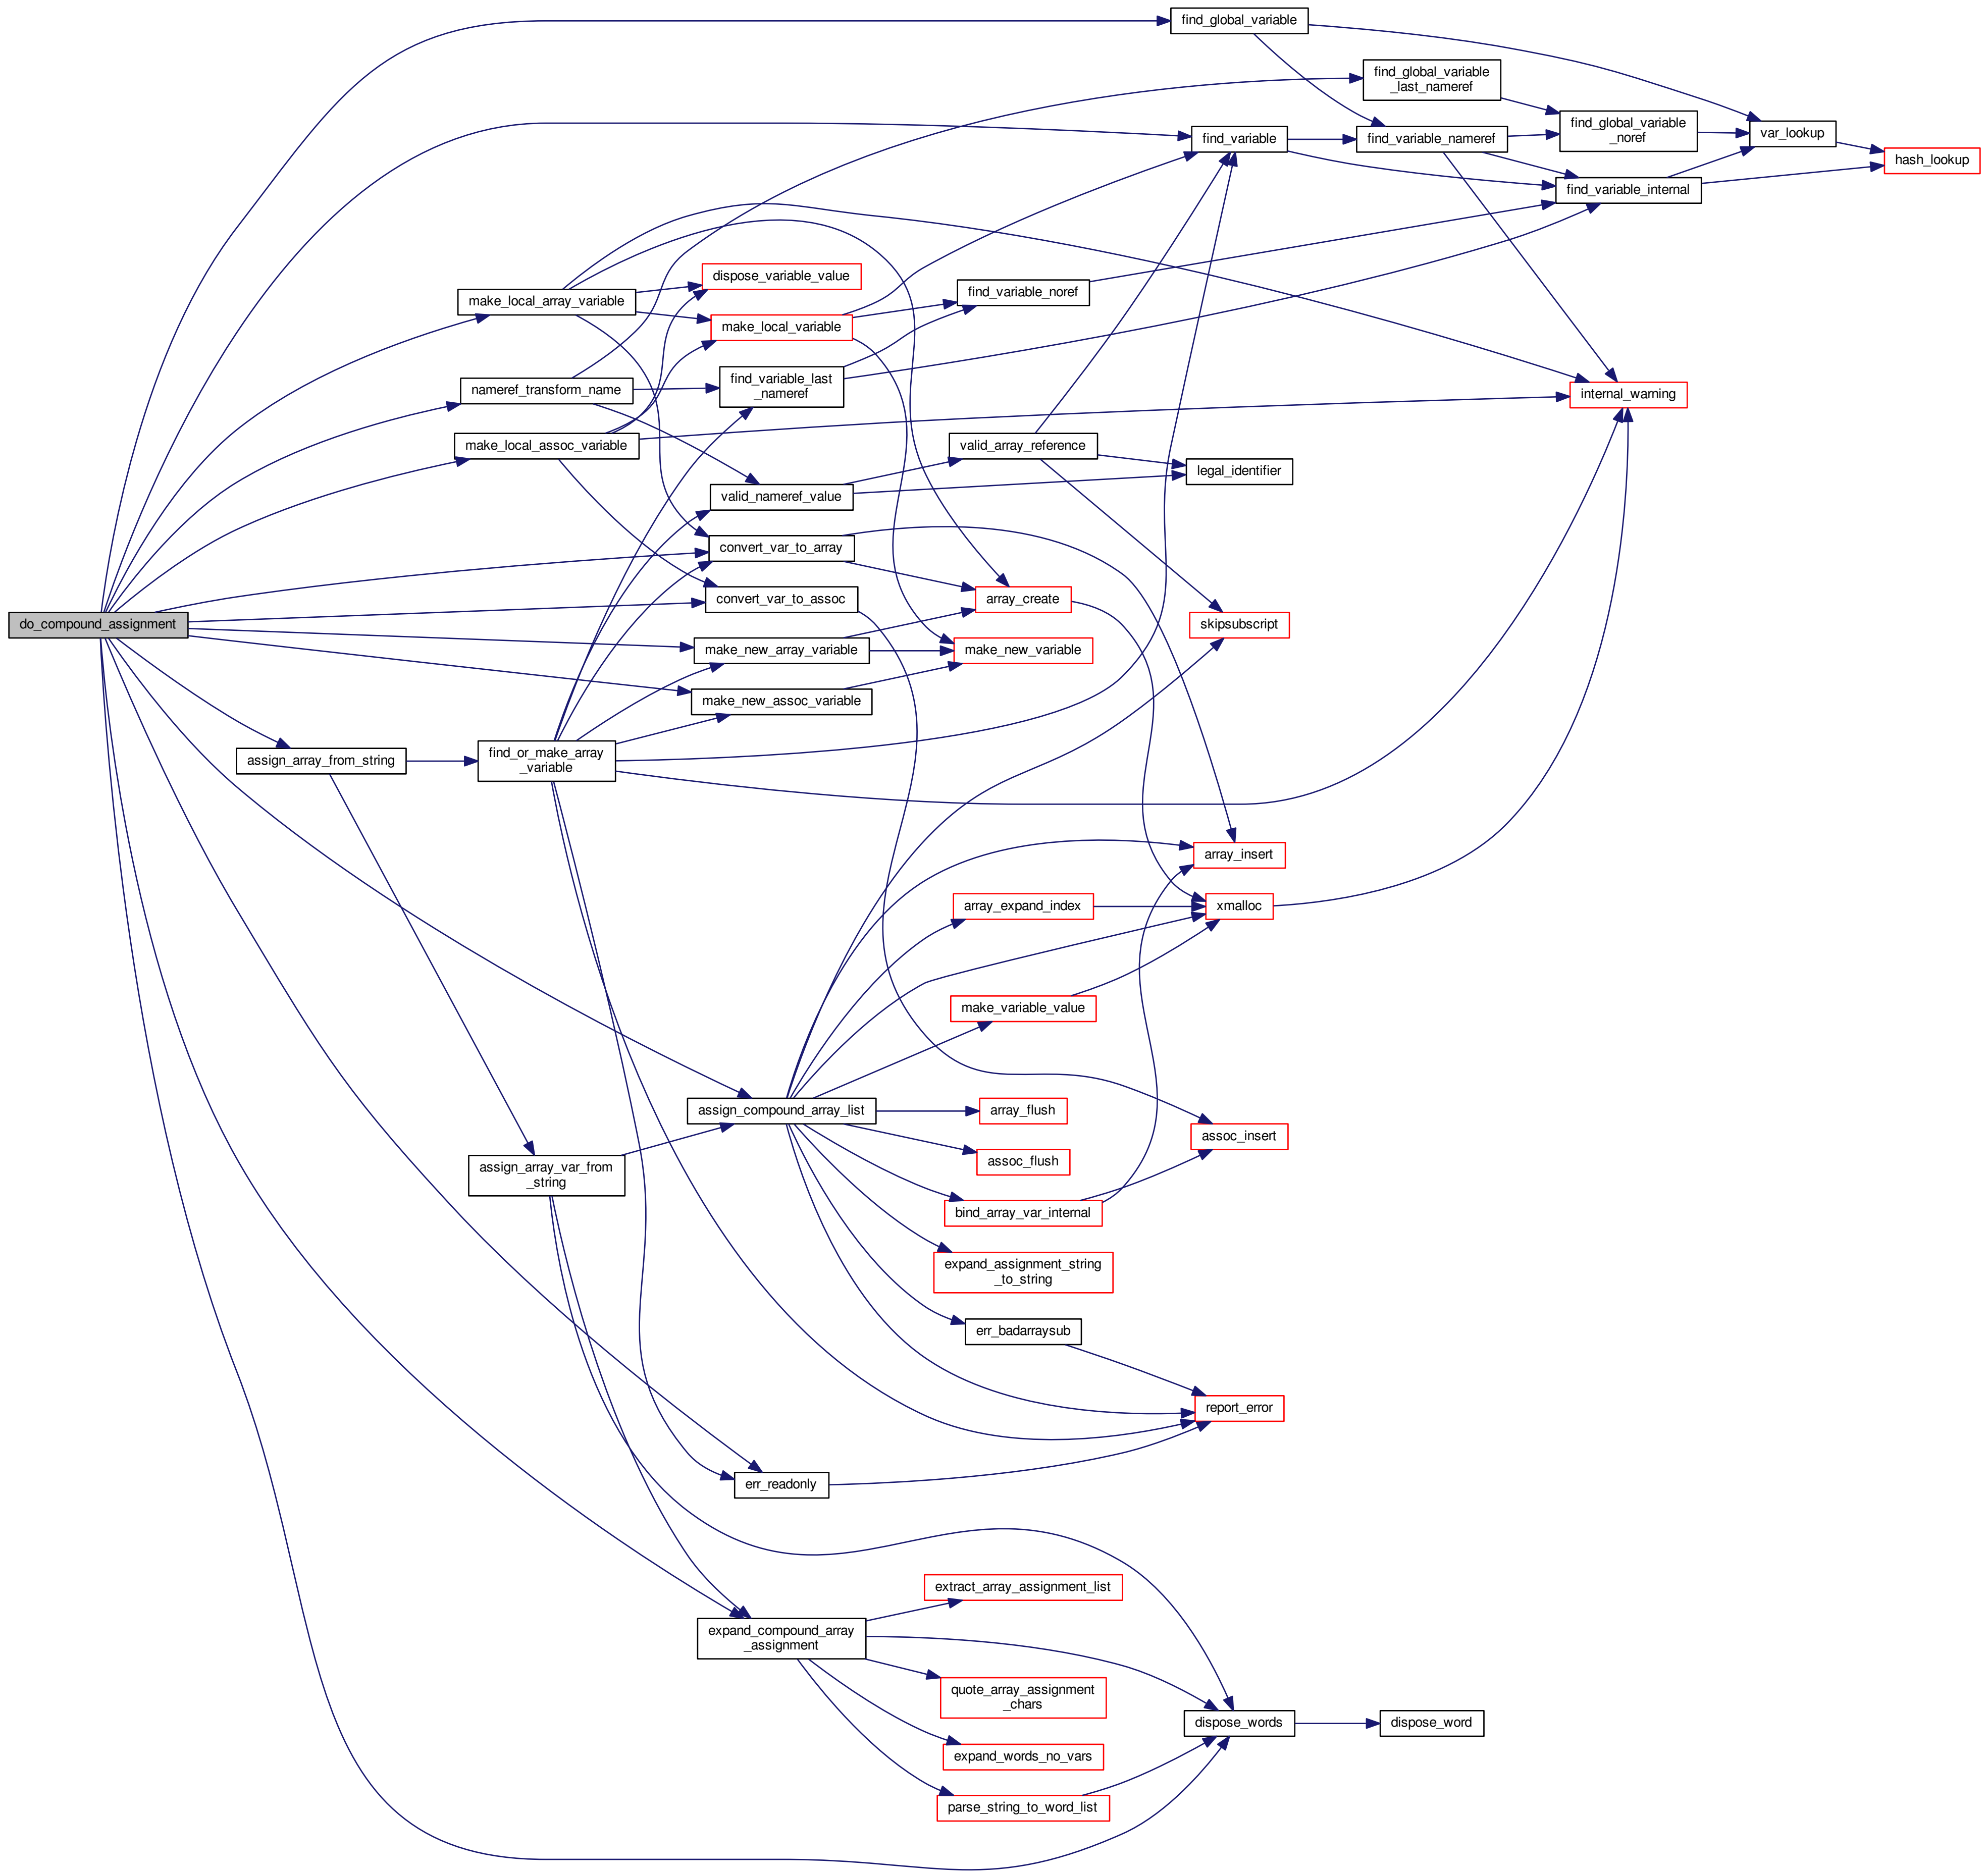 find_global_variable
find_global_variable
_last_nameref
find_variable
find_variable_nameref
find_global_variable
_noref
var_lookup
hash_lookup
find_variable_internal
make_local_array_variable
dispose_variable_value
make_local_variable
find_variable_noref
nameref_transform_name
find_variable_last
_nameref
internal_warning
make_local_assoc_variable
valid_array_reference
legal_identifier
valid_nameref_value
convert_var_to_array
convert_var_to_assoc
array_create
do_compound_assignment
skipsubscript
make_new_array_variable
make_new_variable
make_new_assoc_variable
assign_array_from_string
find_or_make_array
_variable
array_insert
array_expand_index
xmalloc
make_variable_value
assign_compound_array_list
array_flush
assoc_insert
assoc_flush
assign_array_var_from
_string
bind_array_var_internal
expand_assignment_string
_to_string
err_badarraysub
report_error
err_readonly
extract_array_assignment_list
expand_compound_array
_assignment
quote_array_assignment
_chars
dispose_words
dispose_word
expand_words_no_vars
parse_string_to_word_list